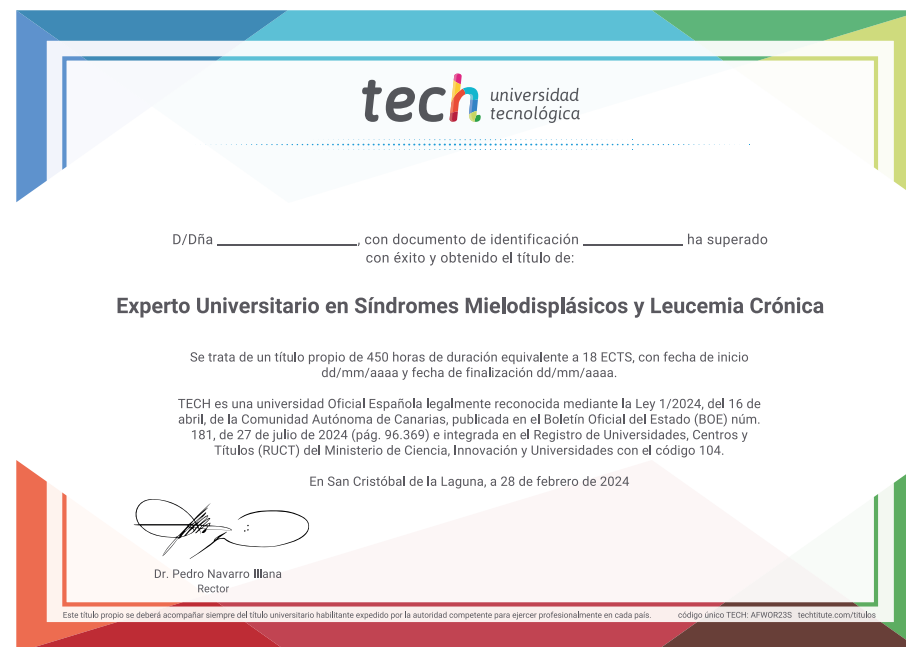 tech universidad
tecnológica
D/Dña ______________, con documento de identificación __________ ha superado
con éxito y obtenido el título de:
Experto Universitario en Síndromes Mielodisplásicos y Leucemia Crónica
Se trata de un título propio de 450 horas de duración equivalente a 18 ECTS, con fecha de inicio
dd/mm/aaaa y fecha de finalización dd/mm/aaaa.
TECH es una universidad Oficial Española legalmente reconocida mediante la Ley 1/2024, del 16 de
abril, de la Comunidad Autónoma de Canarias, publicada en el Boletín Oficial del Estado (BOE) núm.
181, de 27 de julio de 2024 (pág. 96.369) e integrada en el Registro de Universidades, Centros y
Títulos (RUCT) del Ministerio de Ciencia, Innovación y Universidades con el código 104.
En San Cristóbal de la Laguna, a 28 de febrero de 2024
Dr. Pedro Navarro Illana
Rector
Este título propio se deberá acompañar siempre del título universitario habilitante expedido por la autoridad competente para ejercer profesionalmente en cada país. código único TECH: AFWOR23S techtitute.com/titulos